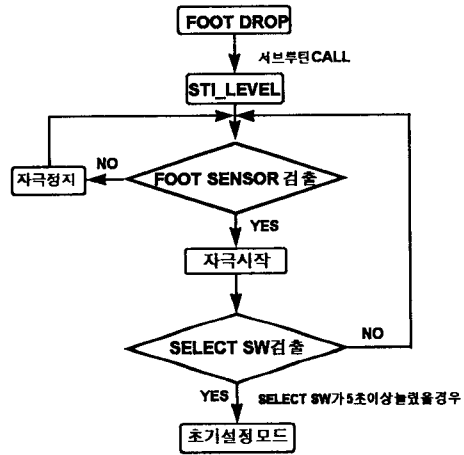 FOOT DROP
서브루틴CALL
STI_LEVEL
NO
자극정지
FOOT SENSOR 검출
YES
자극시작
NO
SELECT SW검출
YES
SELECT SW가 5초이상눌렸을경우
초기설정모드